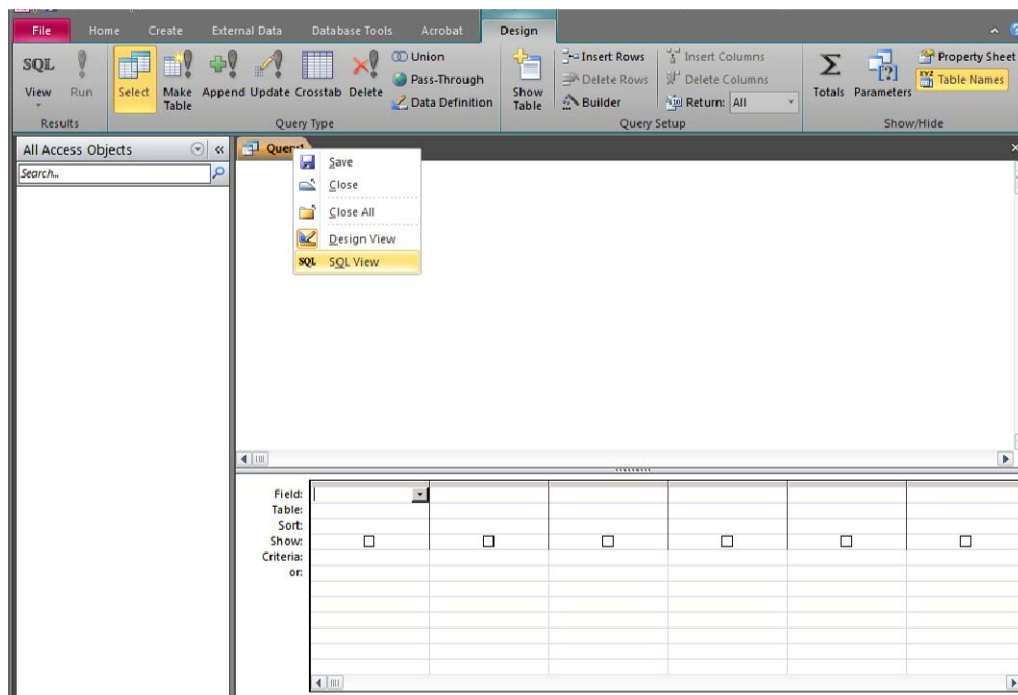 File Home Create External Data Database Tools Acrobat Design
SQL
View Run Select Make Table Append Update Crosstab Delete
Union
Pass-Through
Data Definition
Show Table
Insert Rows
Delete Rows
Builder
Insert Columns
Delete Columns
Return: All
Σ
Totals
[?]
Parameters
Property Sheet
XYZ Table Names
Results Query Type Query Setup Show/Hide
All Access Objects
Search...
Save
Close
Close All
Design View
SQL SQL View
Field:
Table:
Sort:
Show:
Criteria:
or: